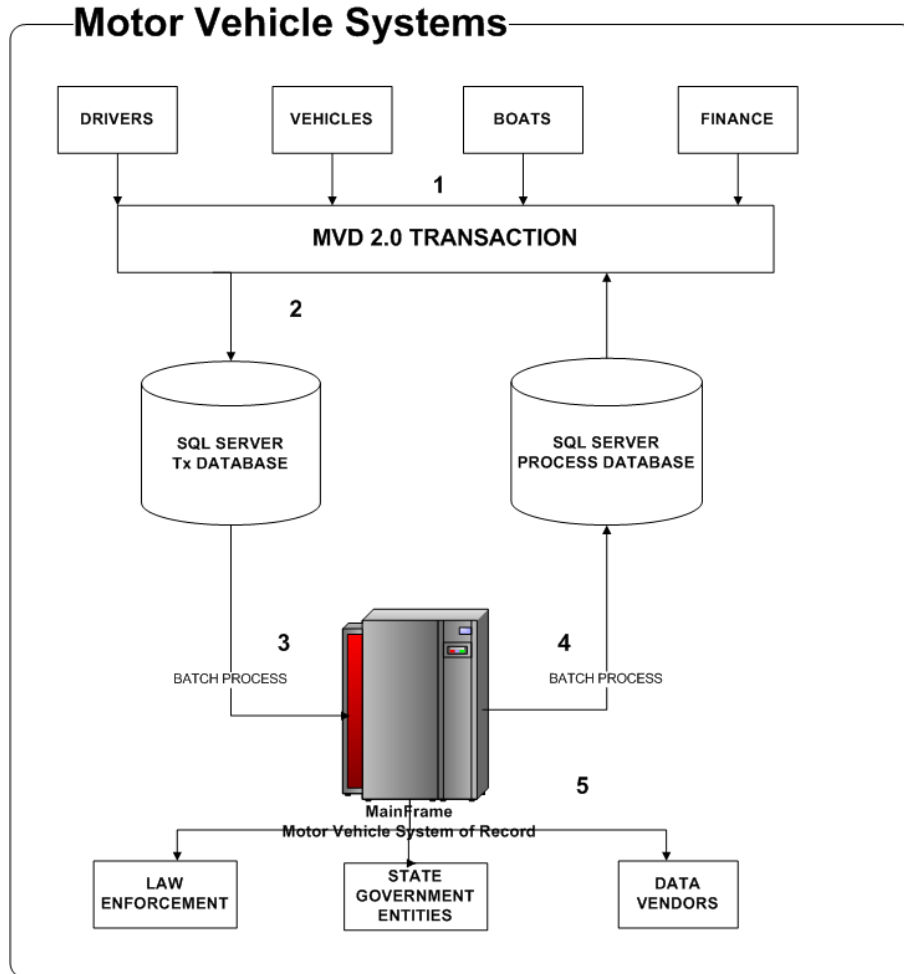 Motor Vehicle Systems
DRIVERS
VEHICLES
BOATS
FINANCE
1
MVD 2.0 TRANSACTION
2
SQL SERVER
Tx DATABASE
SQL SERVER
PROCESS DATABASE
3
4
BATCH PROCESS
BATCH PROCESS
5
MainFrame
Motor Vehicle System of Record
LAW
ENFORCEMENT
STATE
GOVERNMENT
ENTITIES
DATA
VENDORS